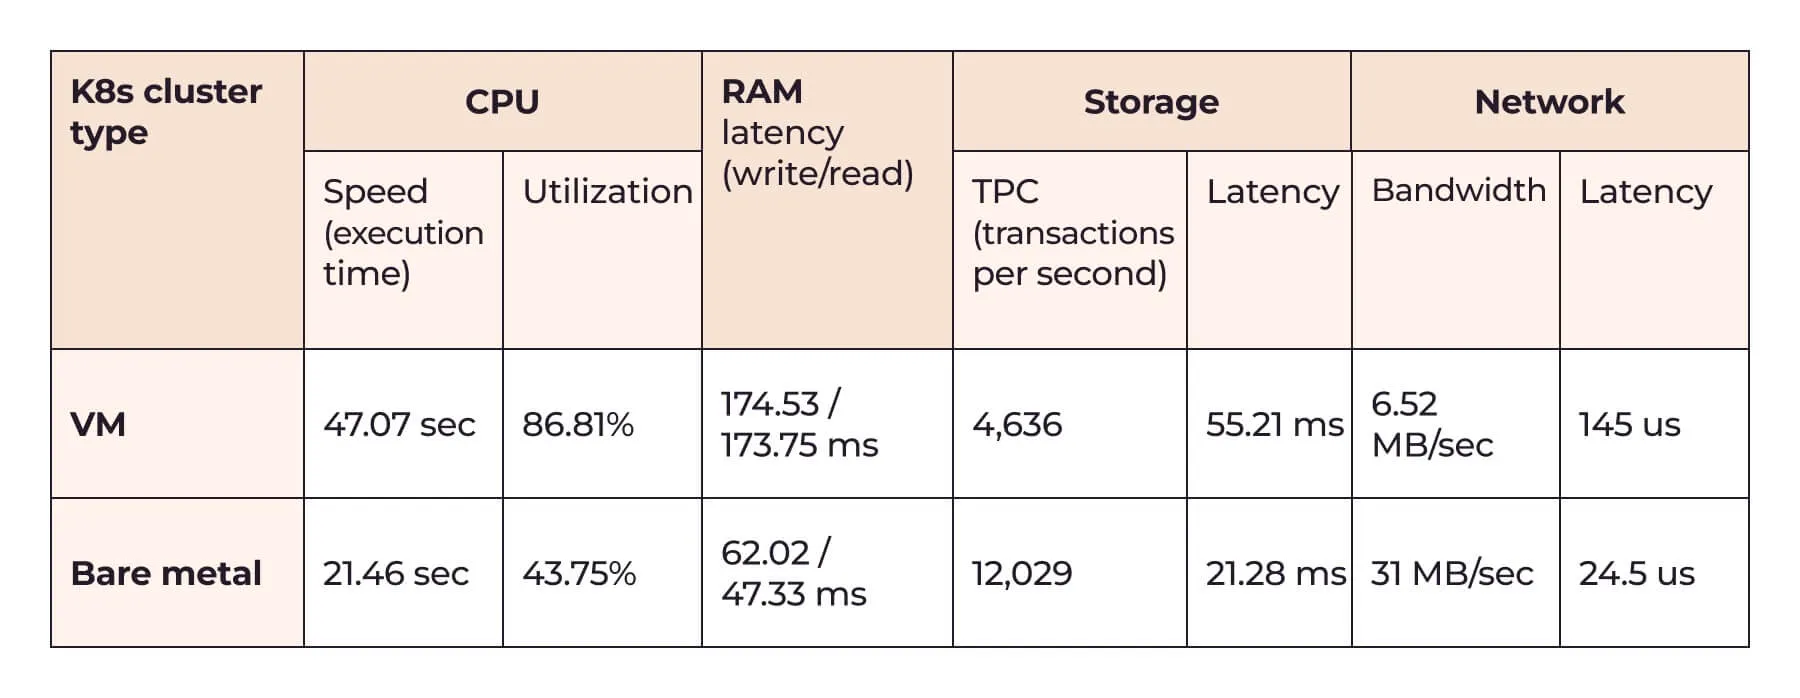 K8s cluster
type
CPU
RAM
latency
(write/read)
Storage
Network
Speed
(execution
time)
Utilization
TPC
(transactions
per second)
Latency
Bandwidth
Latency
VM
47.07 sec
86.81%
174.53 /
173.75 ms
4,636
55.21 ms
6.52
MB/sec
145 us
Bare metal
21.46 sec
43.75%
62.02 /
47.33 ms
12,029
21.28 ms
31 MB/sec
24.5 us